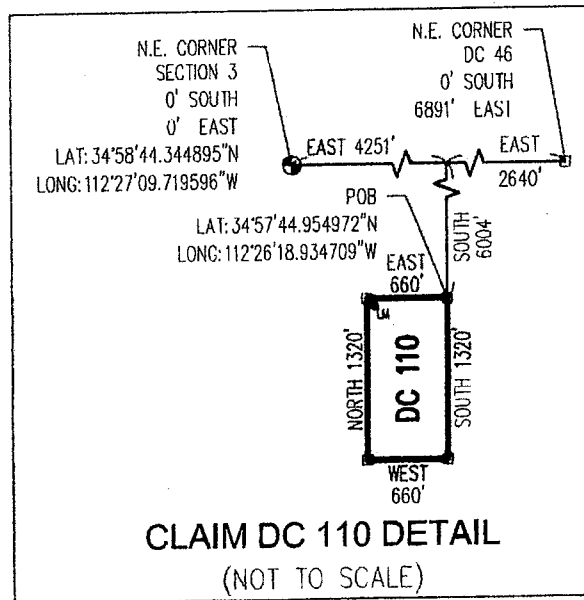 N.E. CORNER
SECTION 3
0' SOUTH
0' EAST
LAT: 34°58'44.344895"N
LONG: 112°27'09.719596"W
N.E. CORNER
DC 46
0' SOUTH
6891' EAST
EAST 4251'
EAST
2640'
POB
LAT: 34°57'44.954972"N
LONG: 112°26'18.934709"W
SOUTH
6004'
EAST
660'
LM
NORTH 1320'
DC 110
SOUTH 1320'
WEST
660'
CLAIM DC 110 DETAIL
(NOT TO SCALE)